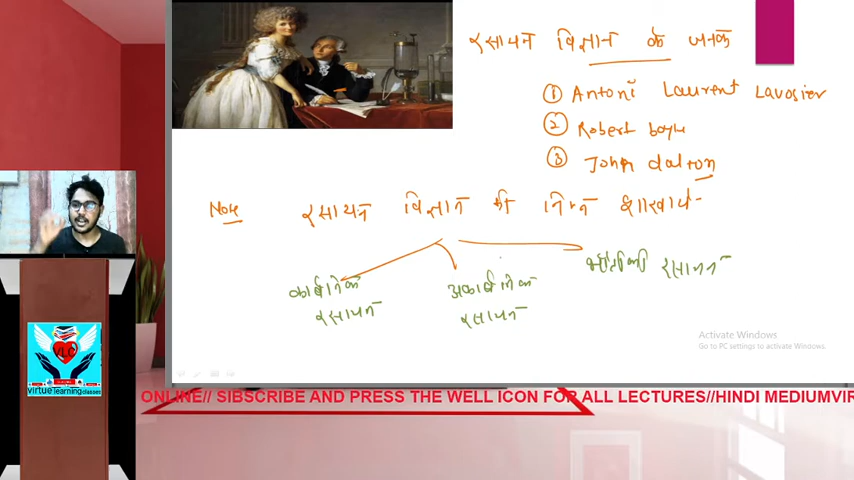 रसायन विज्ञान के जनक
① Antoni Laurent Lavosier
② Robert boyle
③ John dalton
Note रसायन विज्ञान की निम्न शाखाये-
कार्बनिक रसायन
अकार्बनिक रसायन
भौतिकी रसायन
Activate Windows
Go to PC settings to activate Windows.
VLC
virtue learning classes
ONLINE// SUBSCRIBE AND PRESS THE WELL ICON FOR ALL LECTURES//HINDI MEDIUMVIR